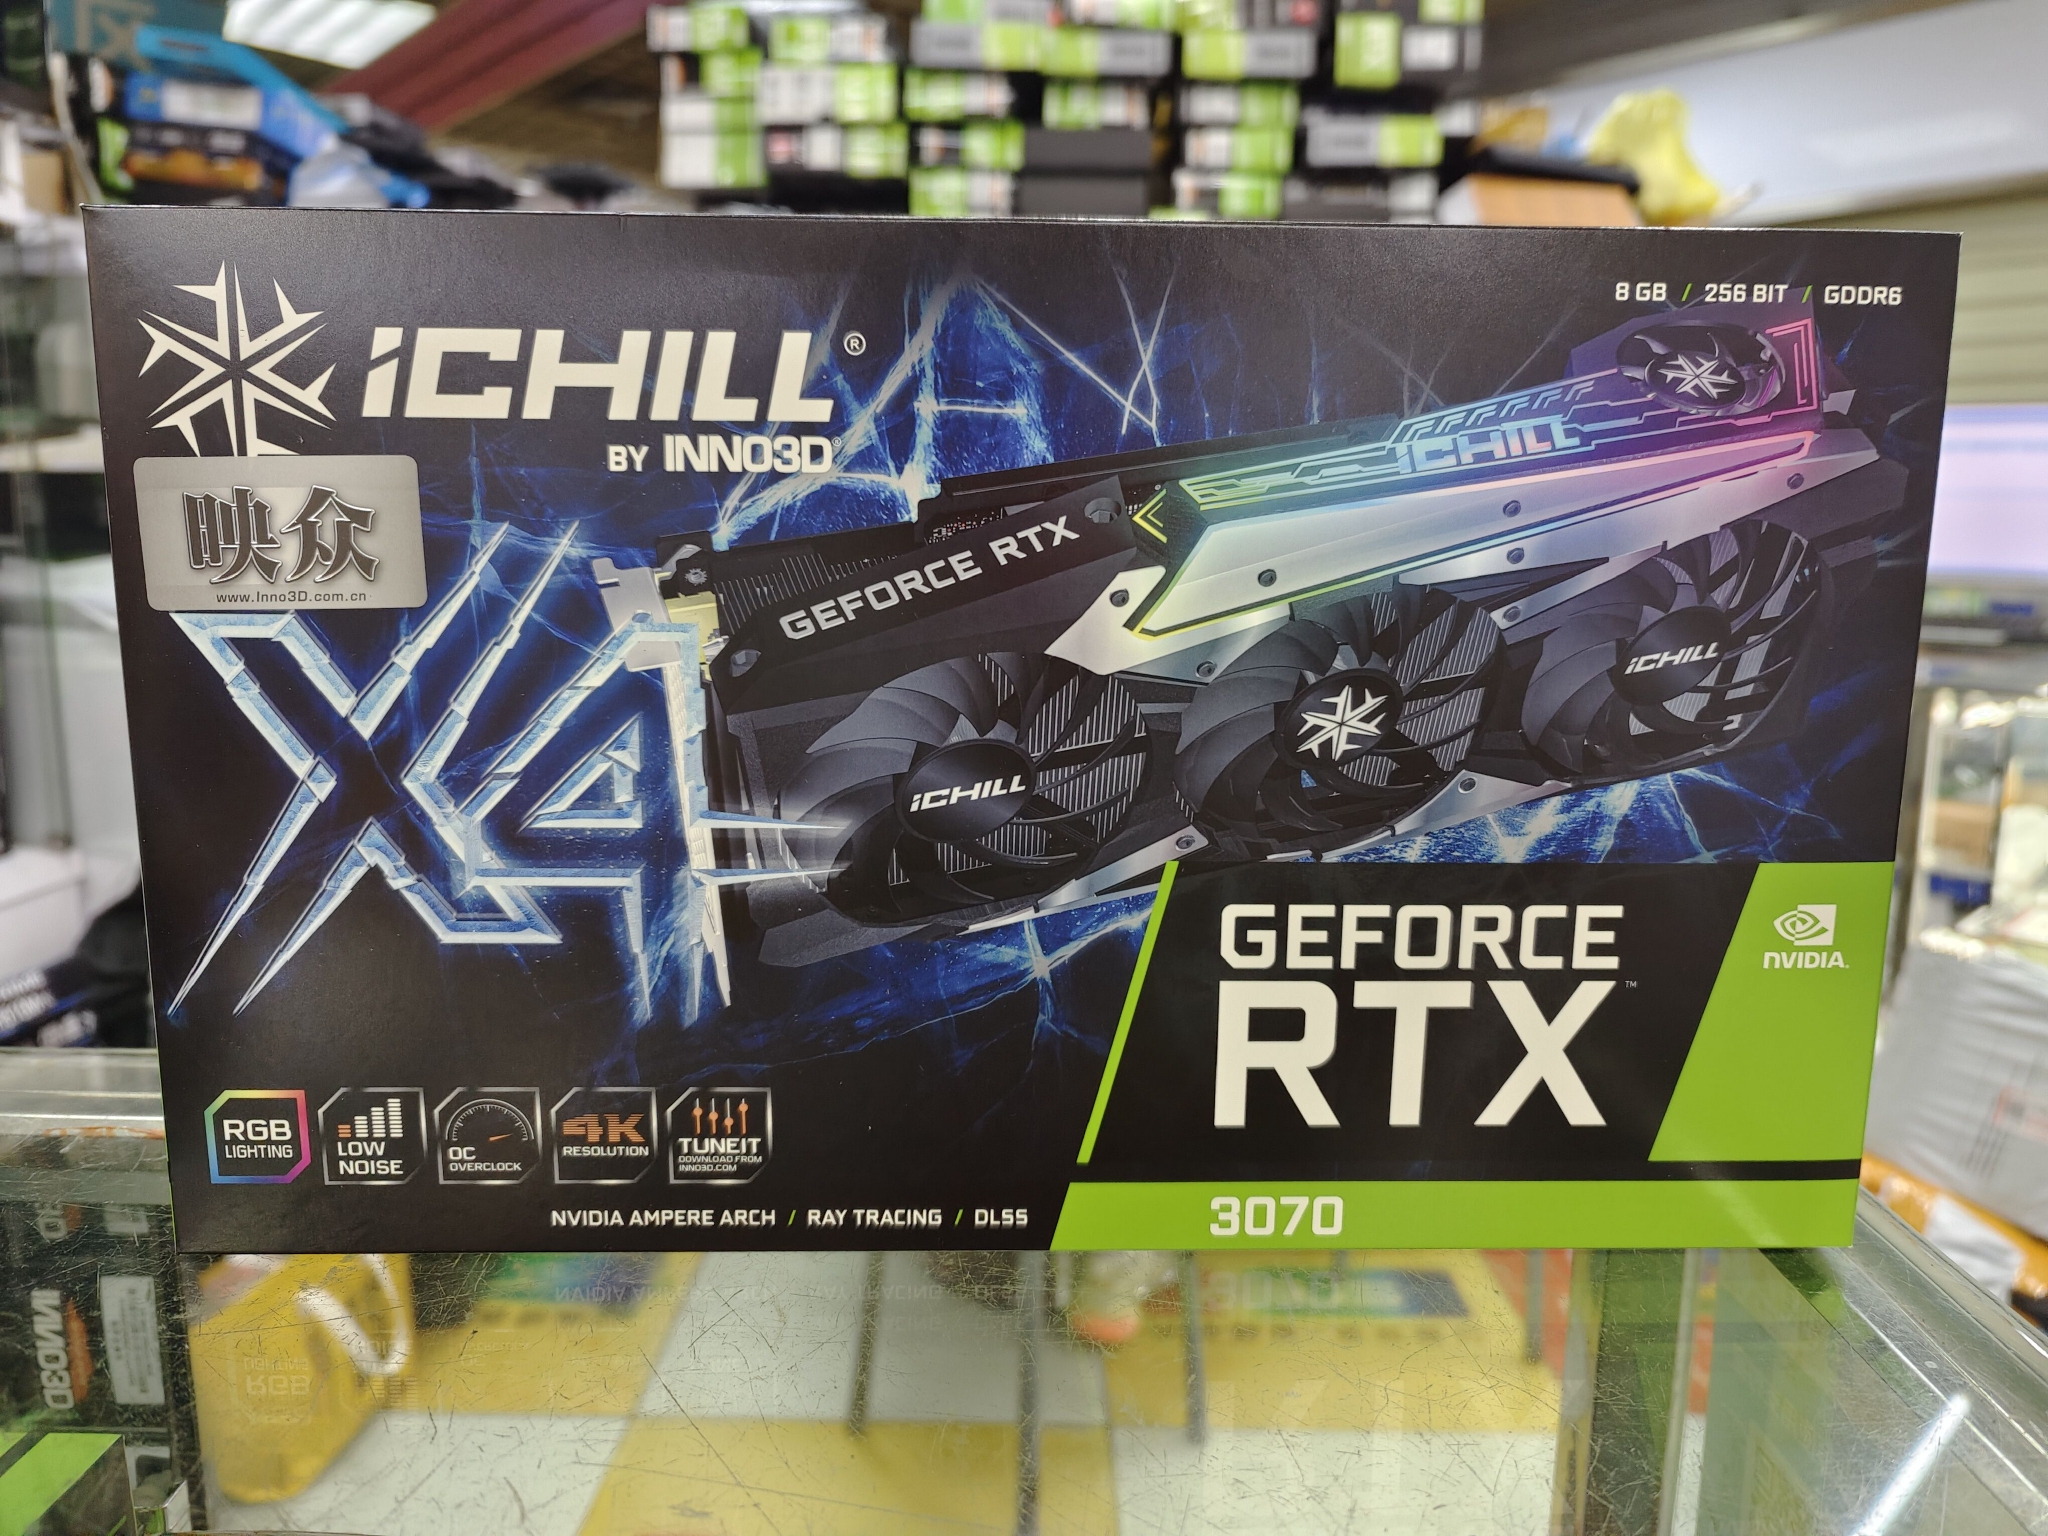 iCHILL®
BY INNO3D®
映众
www.Inno3D.com.cn
X4
8 GB / 256 BIT / GDDR6
ICHILL
GEFORCE RTX
iCHILL
iCHILL
GEFORCE
RTX™
NVIDIA.
3070
RGB
LIGHTING
LOW
NOISE
OC
OVERCLOCK
4K
RESOLUTION
TUNEIT
DOWNLOAD FROM
INNO3D.COM
NVIDIA AMPERE ARCH / RAY TRACING / DLSS
INNO3D